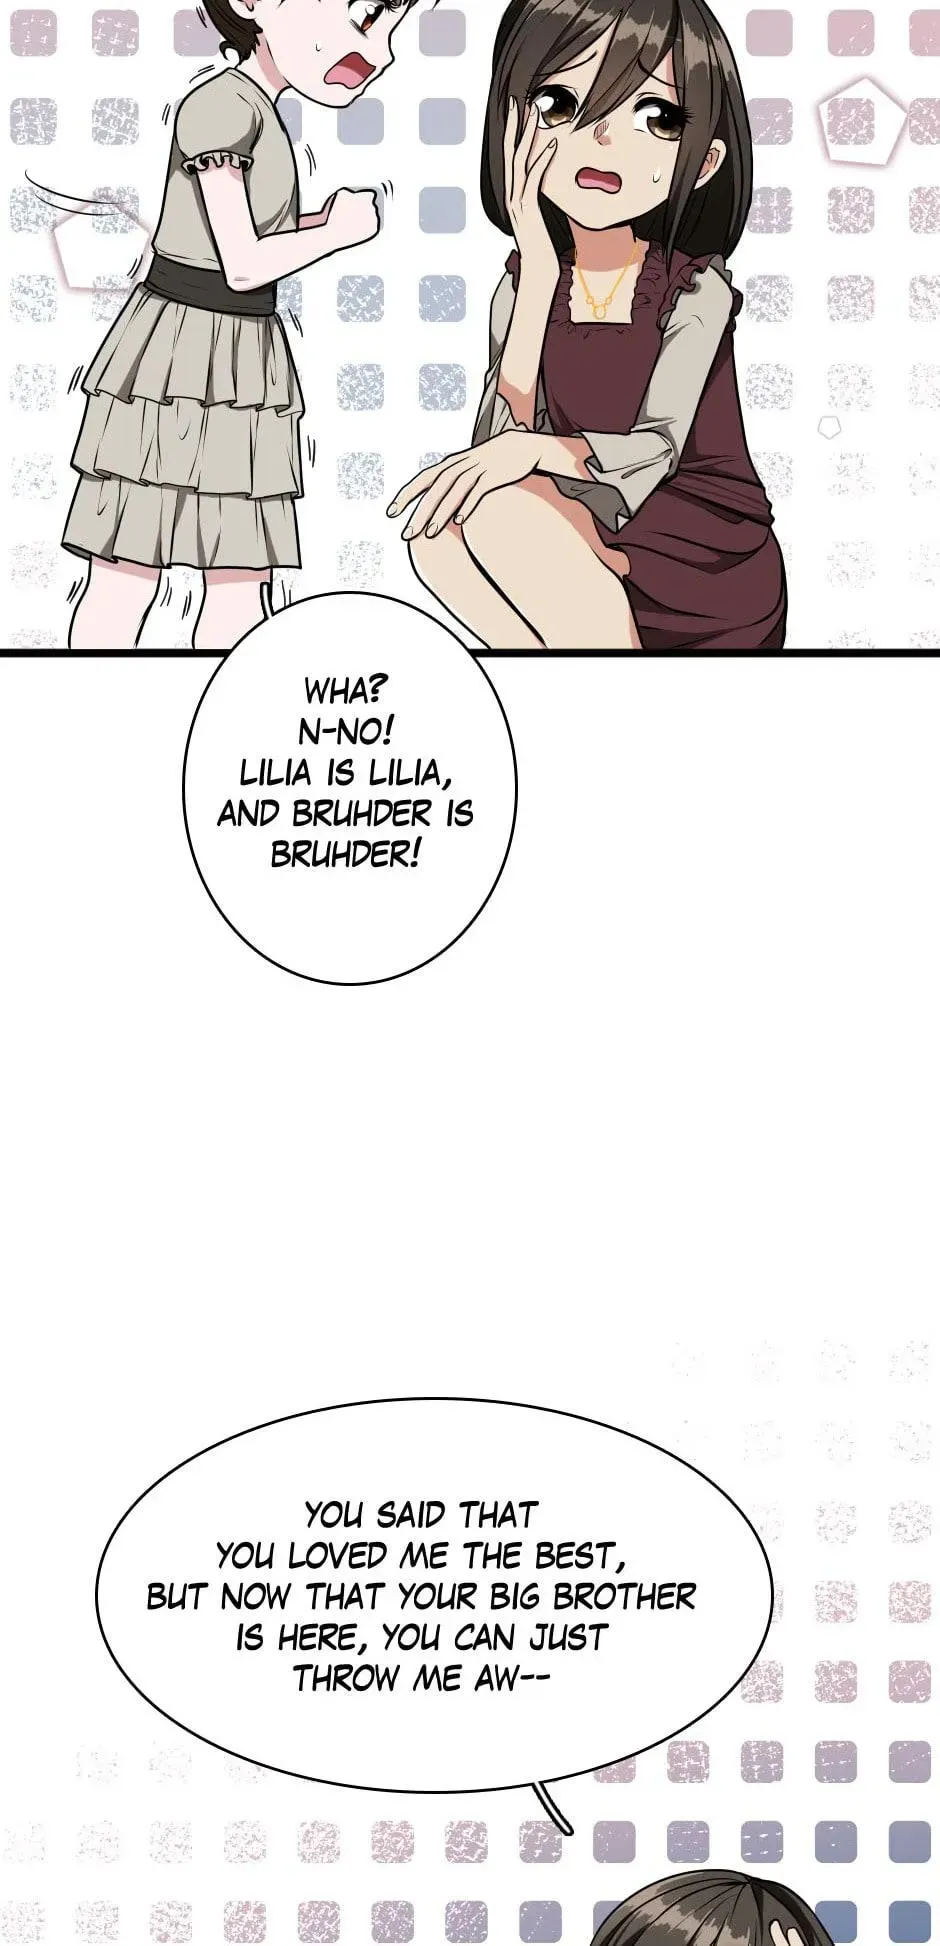 WHA?
N-NO!
LILIA IS LILIA,
AND BRUHDER IS
BRUHDER!
YOU SAID THAT
YOU LOVED ME THE BEST,
BUT NOW THAT YOUR BIG BROTHER
IS HERE, YOU CAN JUST
THROW ME AW--